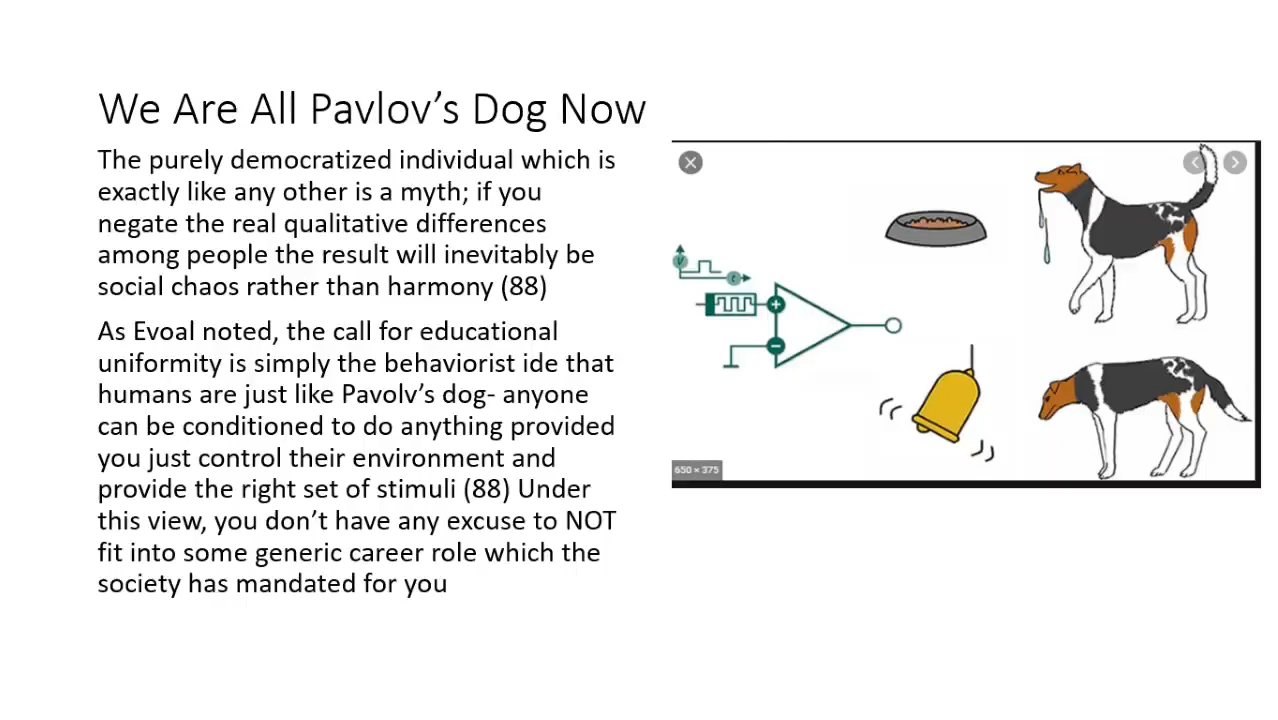 We Are All Pavlov’s Dog Now
The purely democratized individual which is
exactly like any other is a myth; if you
negate the real qualitative differences
among people the result will inevitably be
social chaos rather than harmony (88)
As Evoal noted, the call for educational
uniformity is simply the behaviorist ide that
humans are just like Pavolv’s dog- anyone
can be conditioned to do anything provided
you just control their environment and
provide the right set of stimuli (88) Under
this view, you don’t have any excuse to NOT
fit into some generic career role which the
society has mandated for you
V
t
+
−
650 × 375